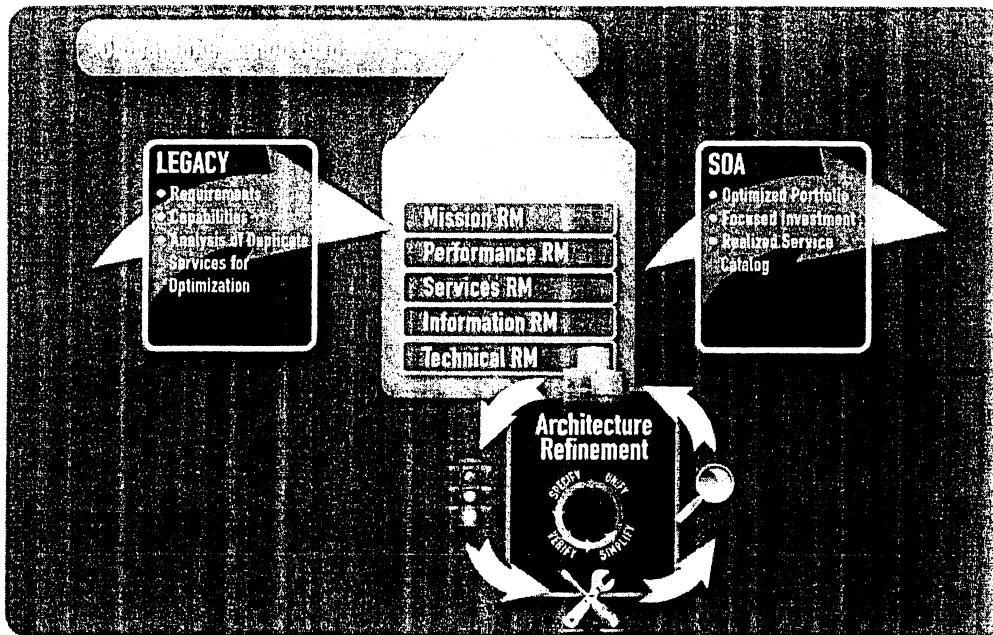 LEGACY
• Requirements
• Capabilities
• Analysis of Duplicate
Services for
Optimization
Mission RM
Performance RM
Services RM
Information RM
Technical RM
SOA
• Optimized Portfolio
• Focused Investment
• Realized Service
Catalog
Architecture
Refinement
SPECIFY
UNIFY
SIMPLIFY
VERIFY